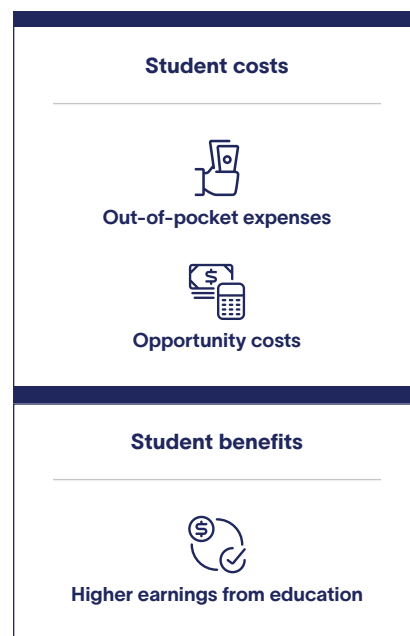 Student costs
Out-of-pocket expenses
$
Opportunity costs
Student benefits
$
Higher earnings from education